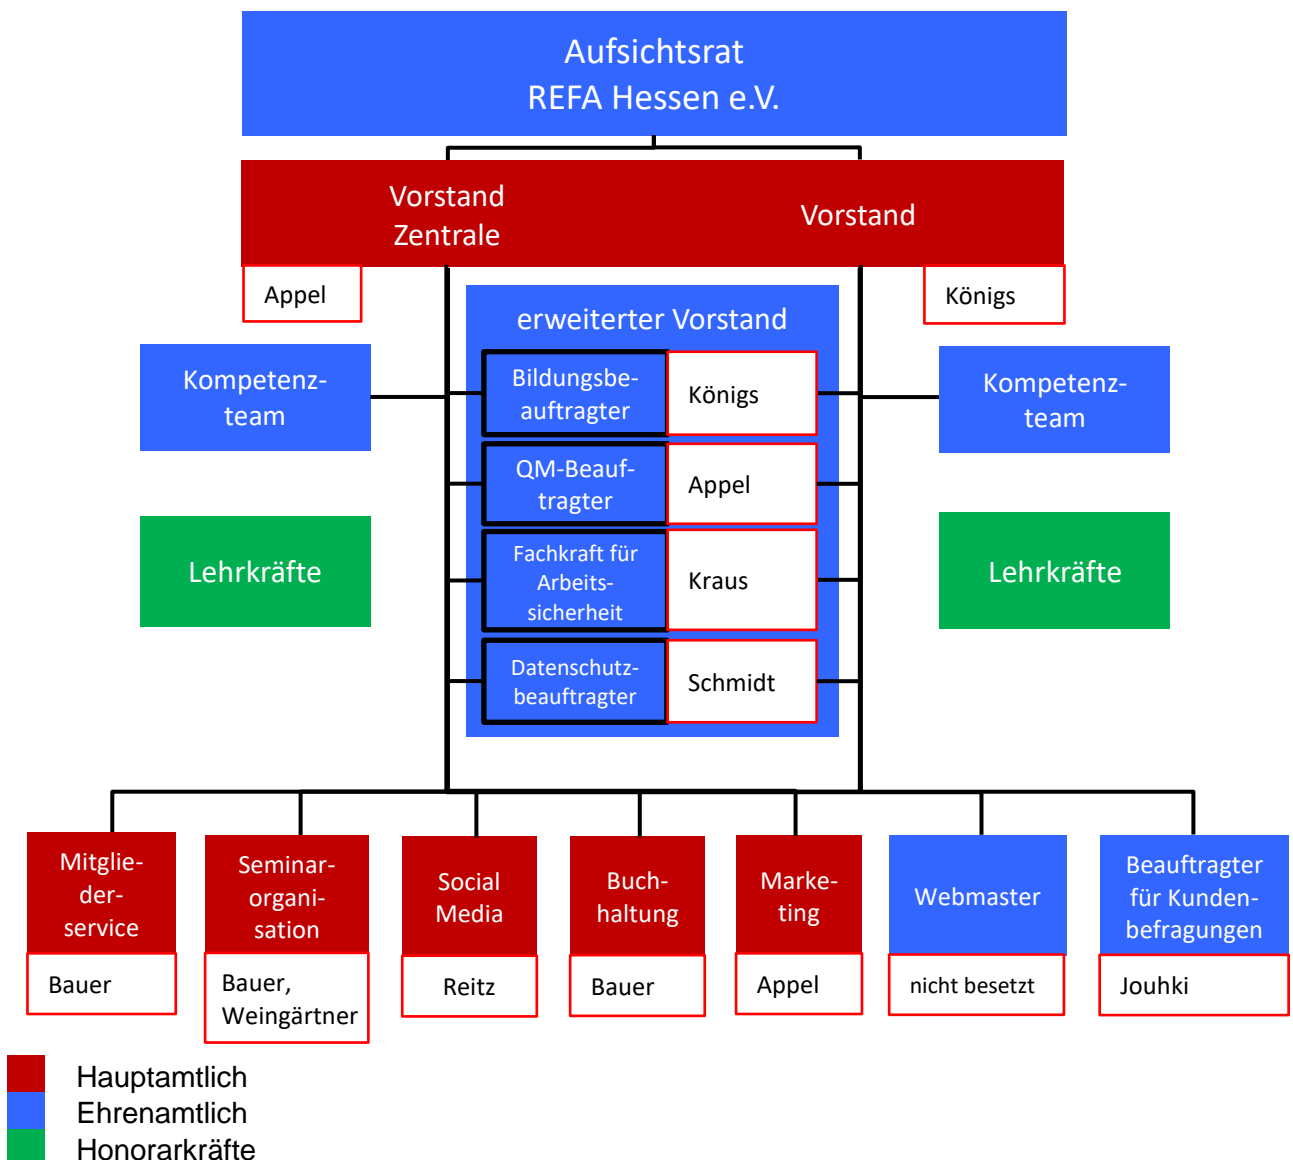 Aufsichtsrat
REFA Hessen e.V.
Vorstand
Zentrale
Vorstand
Appel
Königs
erweiterter Vorstand
Kompetenz-
team
Bildungsbe-
auftragter
Königs
Kompetenz-
team
QM-Beauf-
tragter
Appel
Lehrkräfte
Fachkraft für
Arbeits-
sicherheit
Kraus
Lehrkräfte
Datenschutz-
beauftragter
Schmidt
Mitglie-
der-
service
Bauer
Seminar-
organi-
sation
Bauer,
Weingärtner
Social
Media
Reitz
Buch-
haltung
Bauer
Marke-
ting
Appel
Webmaster
nicht besetzt
Beauftragter
für Kunden-
befragungen
Jouhki
Hauptamtlich
Ehrenamtlich
Honorarkräfte